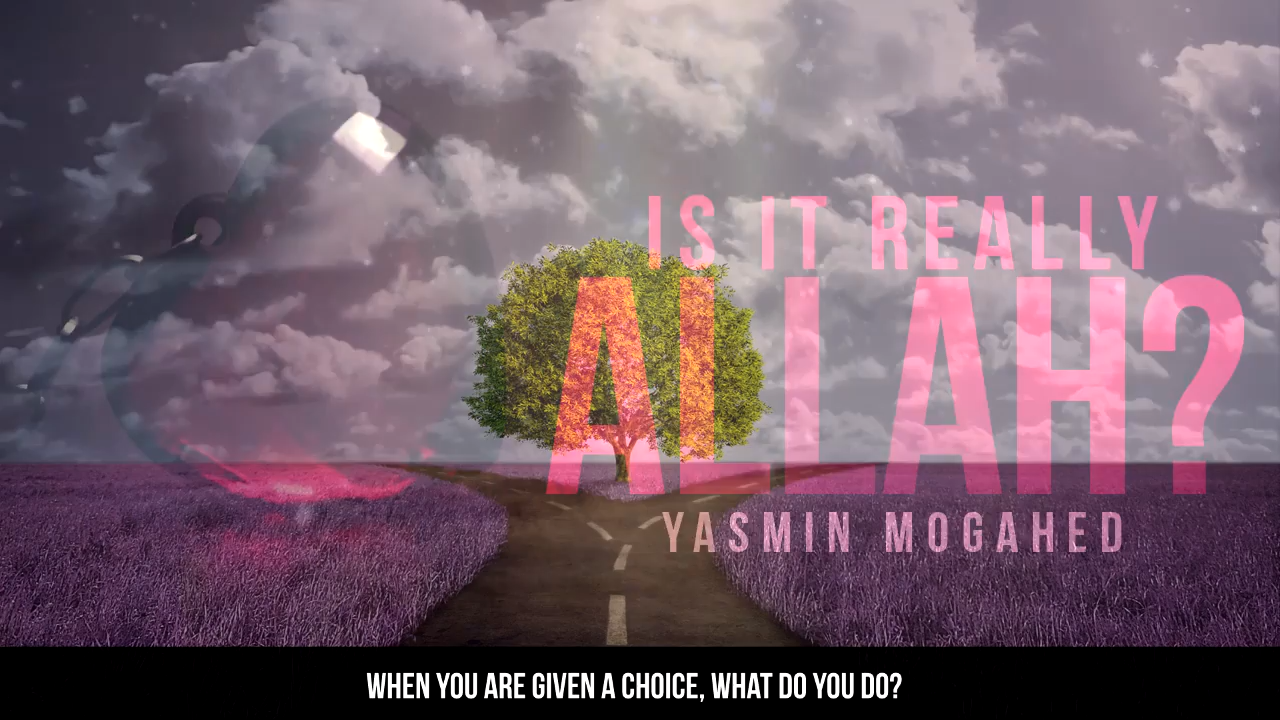 IS IT REALLY
ALLAH?
YASMIN MOGAHED
WHEN YOU ARE GIVEN A CHOICE, WHAT DO YOU DO?